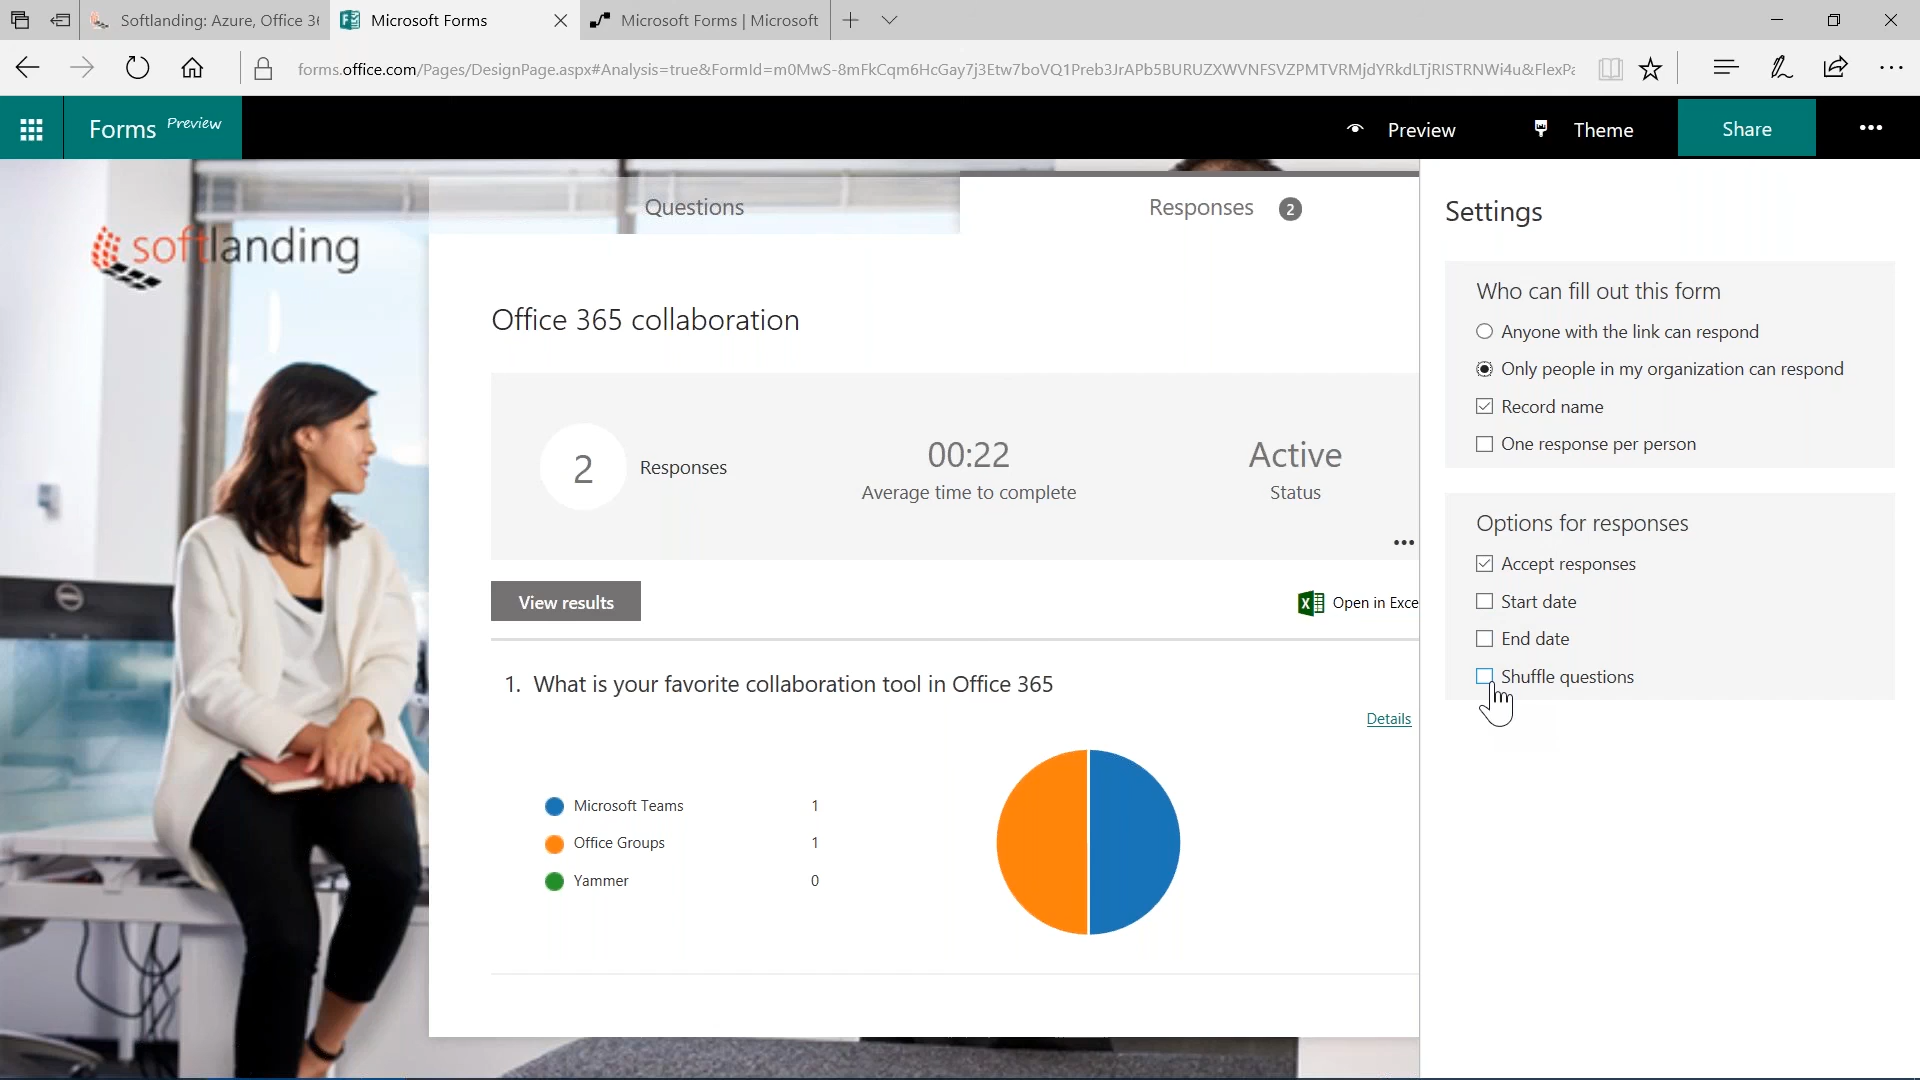 Softlanding: Azure, Office 3
Microsoft Forms
Microsoft Forms | Microsoft
forms.office.com/Pages/DesignPage.aspx#Analysis=true&FormId=m0MwS-8mFkCqm6HcGay7j3Etw7boVQ1Preb3JrAPb5BURUZXWVNFSVZPMTVRMjdYRkdLTjRISTRNWi4u&FlexPa
Forms Preview
Preview
Theme
Share
softlanding
Questions
Responses 2
Office 365 collaboration
2 Responses
00:22
Average time to complete
Active
Status
View results
Open in Exce
1. What is your favorite collaboration tool in Office 365
Details
Microsoft Teams 1
Office Groups 1
Yammer 0
Settings
Who can fill out this form
Anyone with the link can respond
Only people in my organization can respond
Record name
One response per person
Options for responses
Accept responses
Start date
End date
Shuffle questions